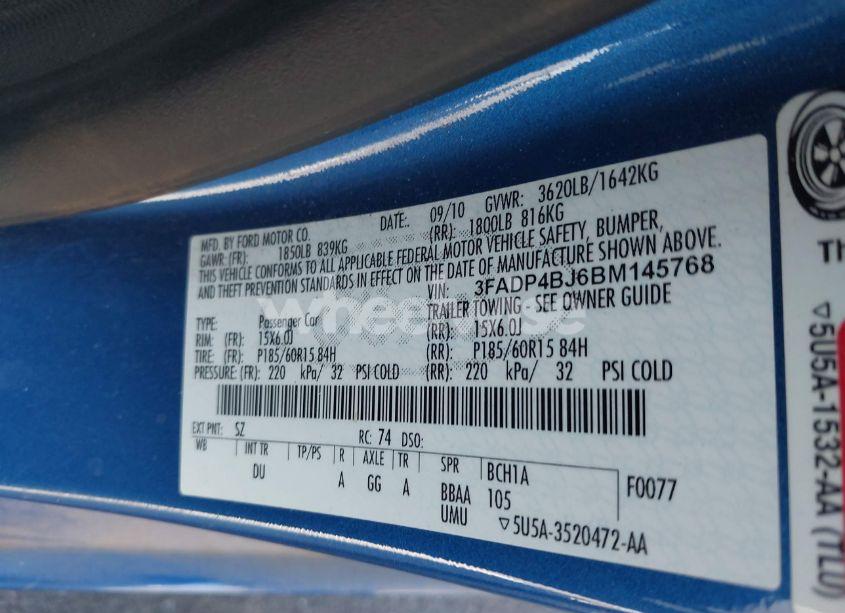 MFD. BY FORD MOTOR CO. DATE: 09/10 GVWR: 3620LB/1642KG
GAWR: (FR): 1850LB 839KG (RR): 1800LB 816KG
THIS VEHICLE CONFORMS TO ALL APPLICABLE FEDERAL MOTOR VEHICLE SAFETY, BUMPER,
AND THEFT PREVENTION STANDARDS IN EFFECT ON THE DATE OF MANUFACTURE SHOWN ABOVE.
VIN: 3FADP4BJ6BM145768
TYPE: Passenger Car TRAILER TOWING - SEE OWNER GUIDE
RIM: (FR): 15X6.0J (RR): 15X6.0J
TIRE: (FR): P185/60R15 84H (RR): P185/60R15 84H
PRESSURE: (FR): 220 kPa/ 32 PSI COLD (RR): 220 kPa/ 32 PSI COLD
EXT PNT: SZ RC: 74 DSO:
WB INT TR TP/PS R AXLE TR SPR BCH1A F0077
DU A GG A BBAA 105
UMU ▽5U5A-3520472-AA
Th
▽5U5A-1532-AA (TL0)